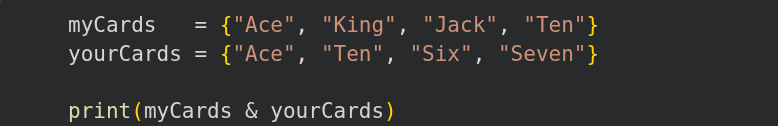 myCards   = {"Ace", "King", "Jack", "Ten"}
yourCards = {"Ace", "Ten", "Six", "Seven"}
print(myCards & yourCards)